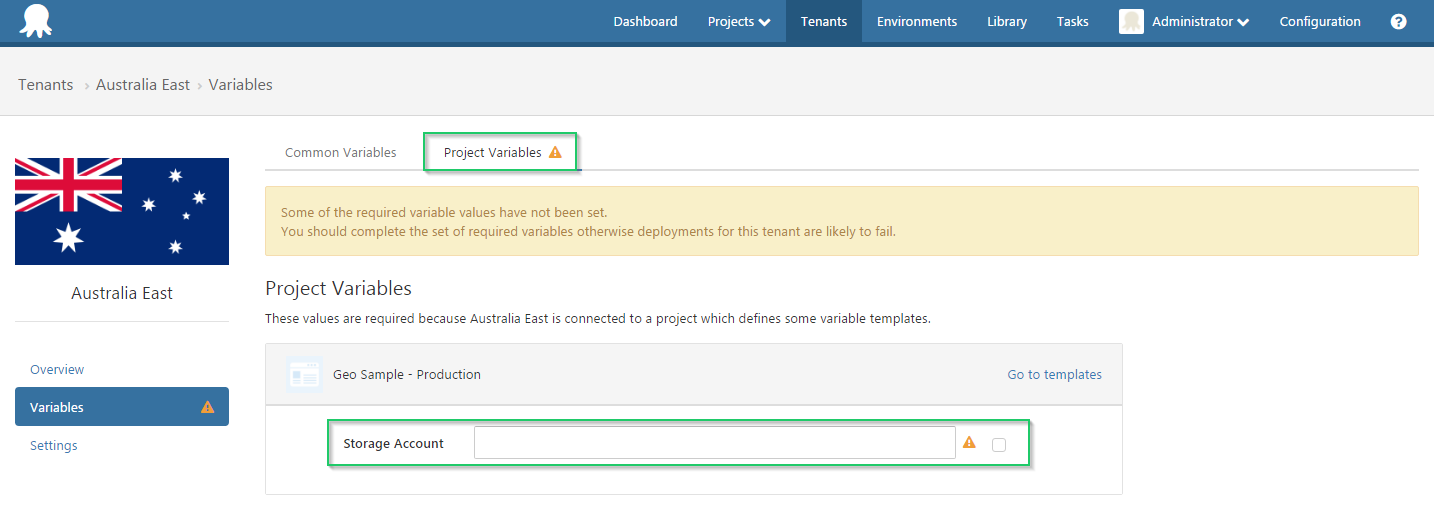 Dashboard Projects Tenants Environments Library Tasks Administrator Configuration ?
Tenants › Australia East › Variables
Common Variables Project Variables
Some of the required variable values have not been set.
You should complete the set of required variables otherwise deployments for this tenant are likely to fail.
Australia East
Project Variables
These values are required because Australia East is connected to a project which defines some variable templates.
Overview
Geo Sample - Production Go to templates
Variables
Storage Account
Settings